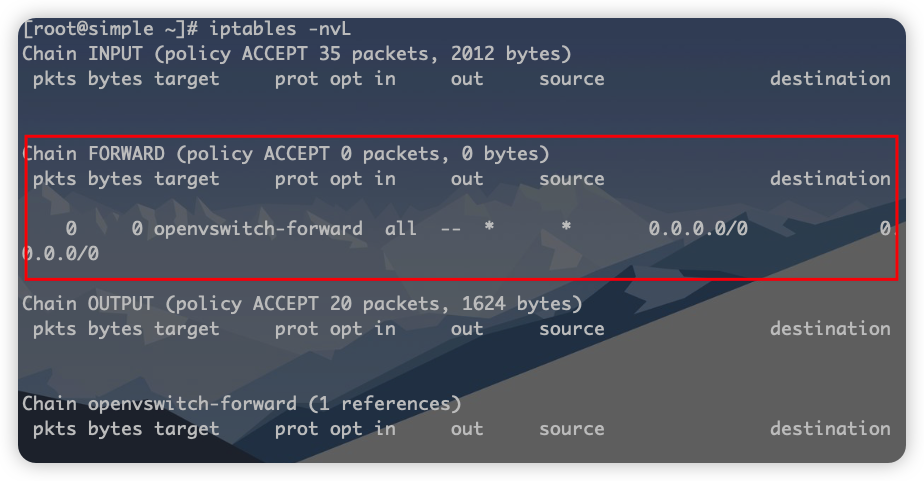 [root@simple ~]# iptables -nvL
Chain INPUT (policy ACCEPT 35 packets, 2012 bytes)
 pkts bytes target     prot opt in     out     source               destination
Chain FORWARD (policy ACCEPT 0 packets, 0 bytes)
 pkts bytes target     prot opt in     out     source               destination
    0     0 openvswitch-forward  all  --  *      *       0.0.0.0/0            0.
0.0.0/0
Chain OUTPUT (policy ACCEPT 20 packets, 1624 bytes)
 pkts bytes target     prot opt in     out     source               destination
Chain openvswitch-forward (1 references)
 pkts bytes target     prot opt in     out     source               destination